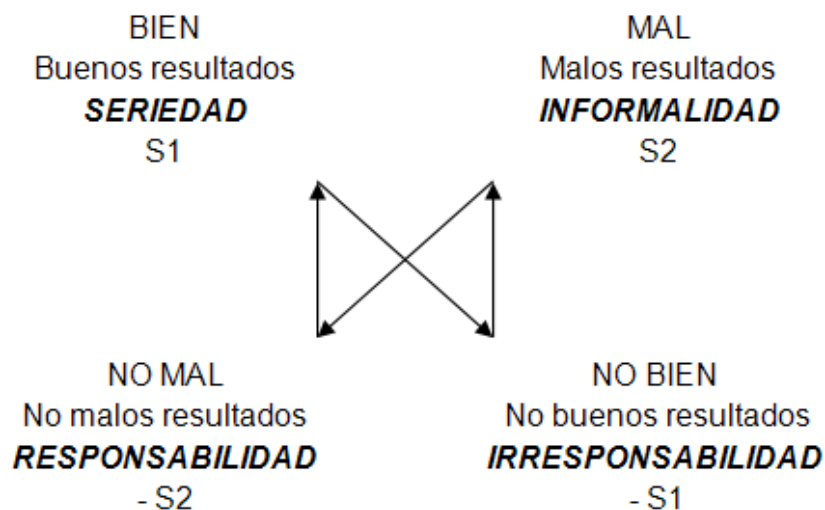 BIEN
Buenos resultados
SERIEDAD
S1
MAL
Malos resultados
INFORMALIDAD
S2
NO MAL
No malos resultados
RESPONSABILIDAD
- S2
NO BIEN
No buenos resultados
IRRESPONSABILIDAD
- S1